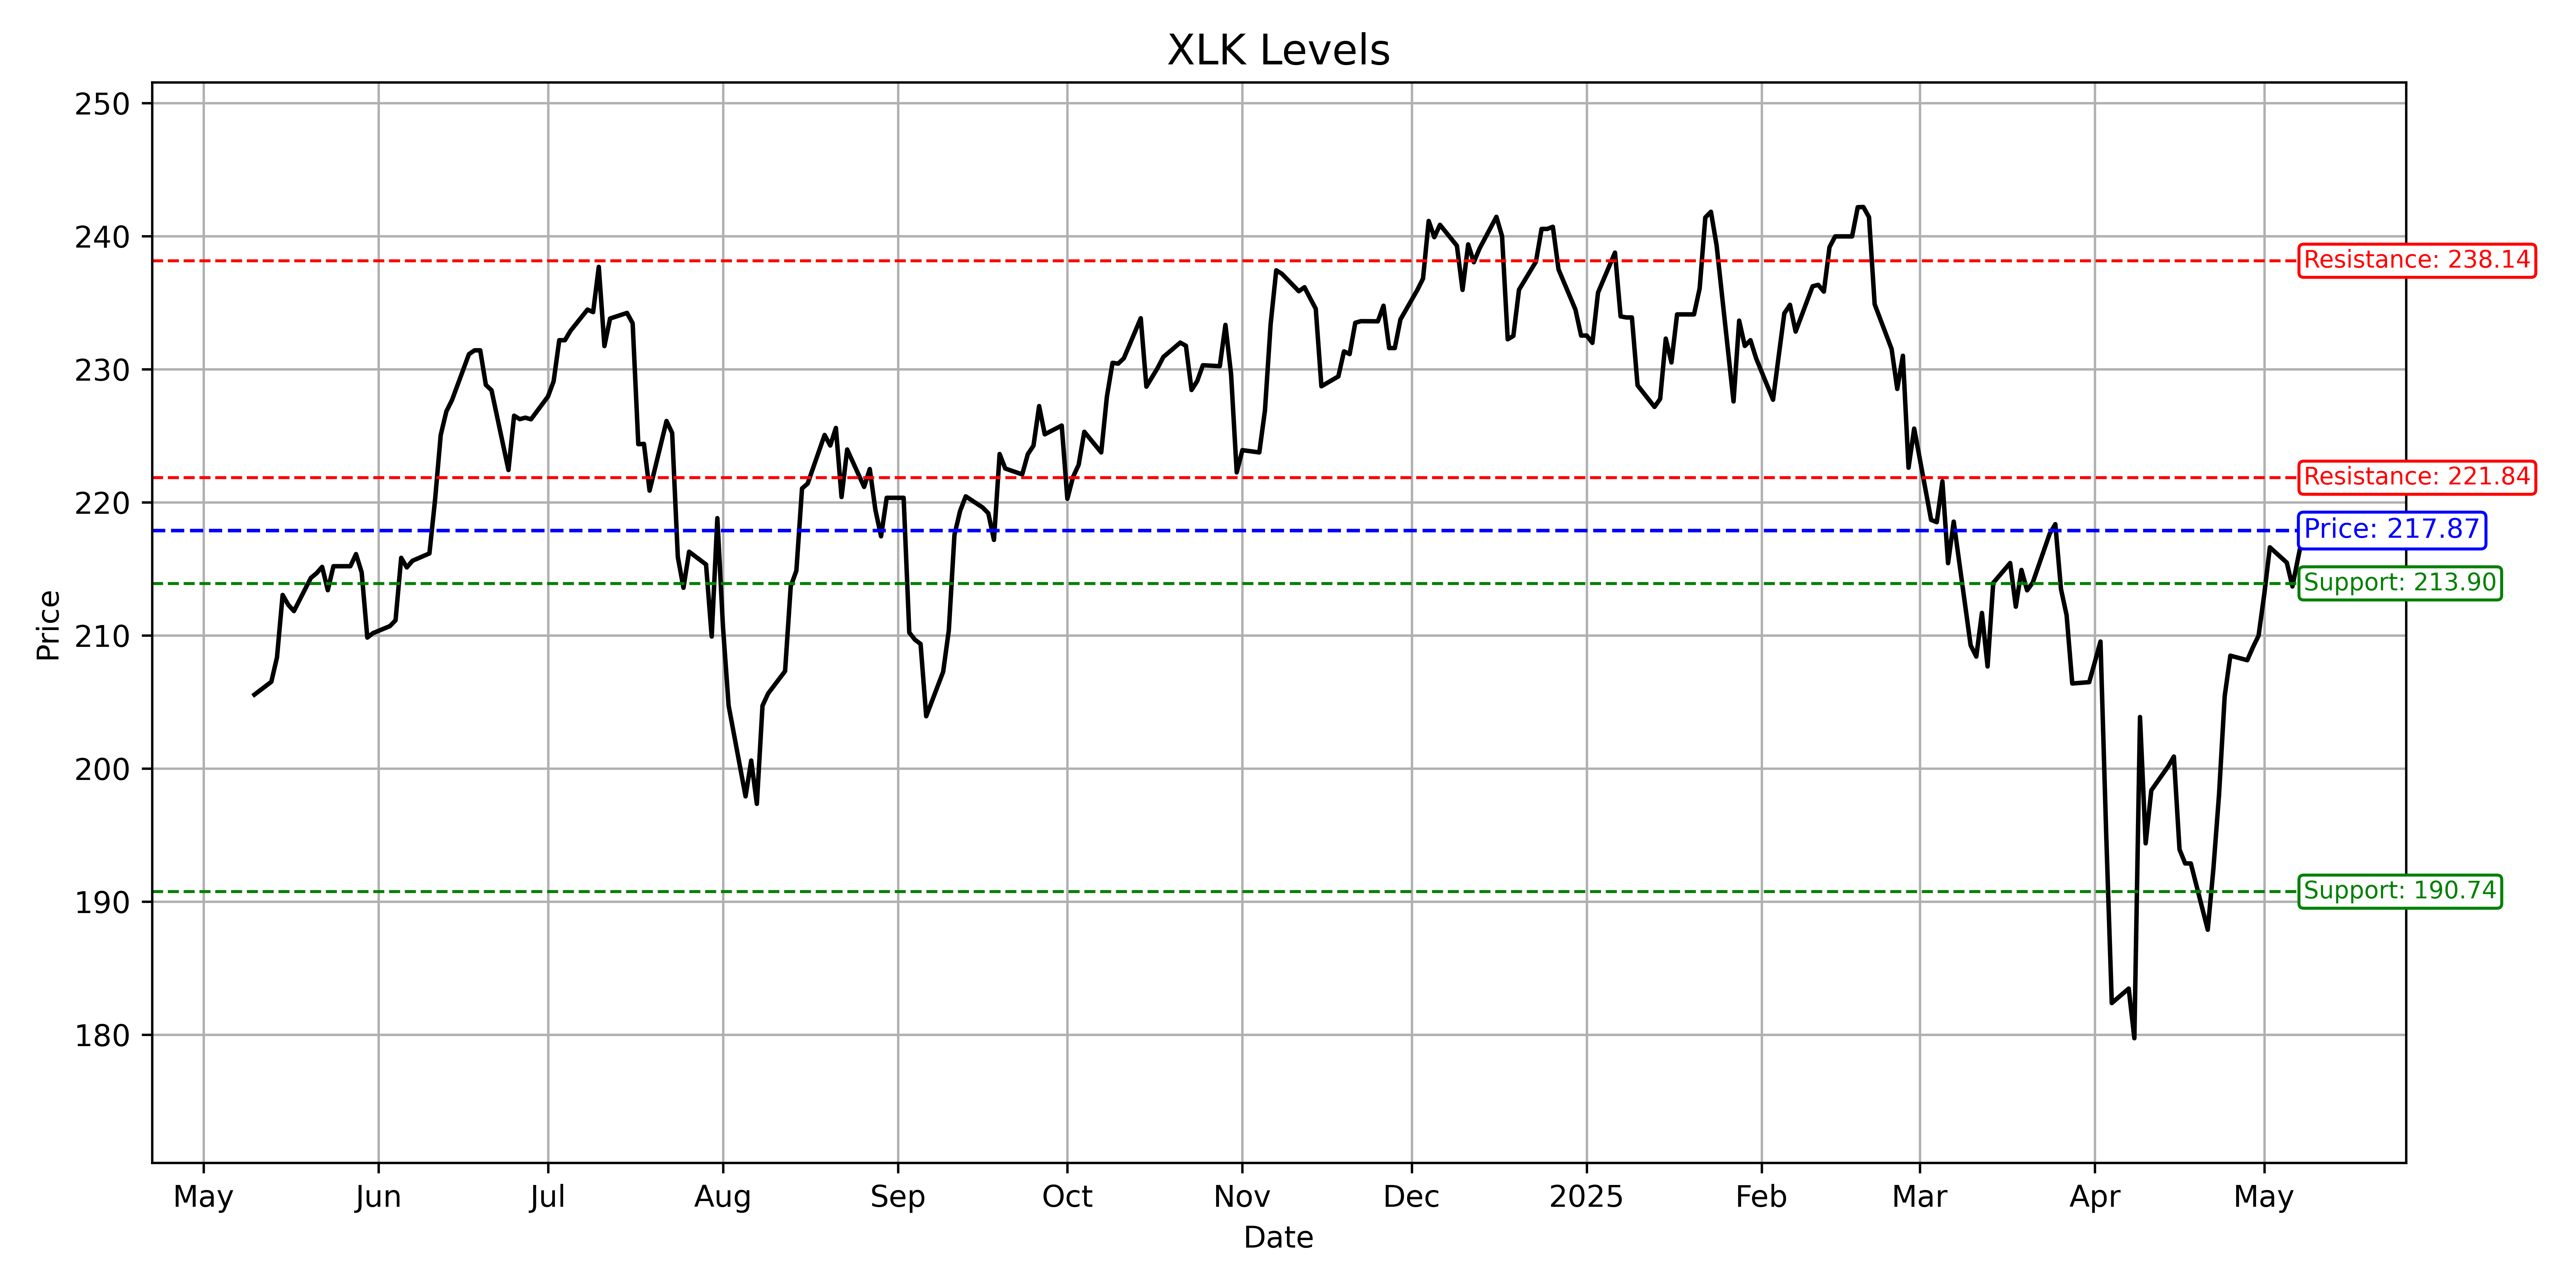 XLK Levels
250
240
230
220
210
200
190
180
Price
Resistance: 238.14
Resistance: 221.84
Price: 217.87
Support: 213.90
Support: 190.74
May Jun Jul Aug Sep Oct Nov Dec 2025 Feb Mar Apr May
Date